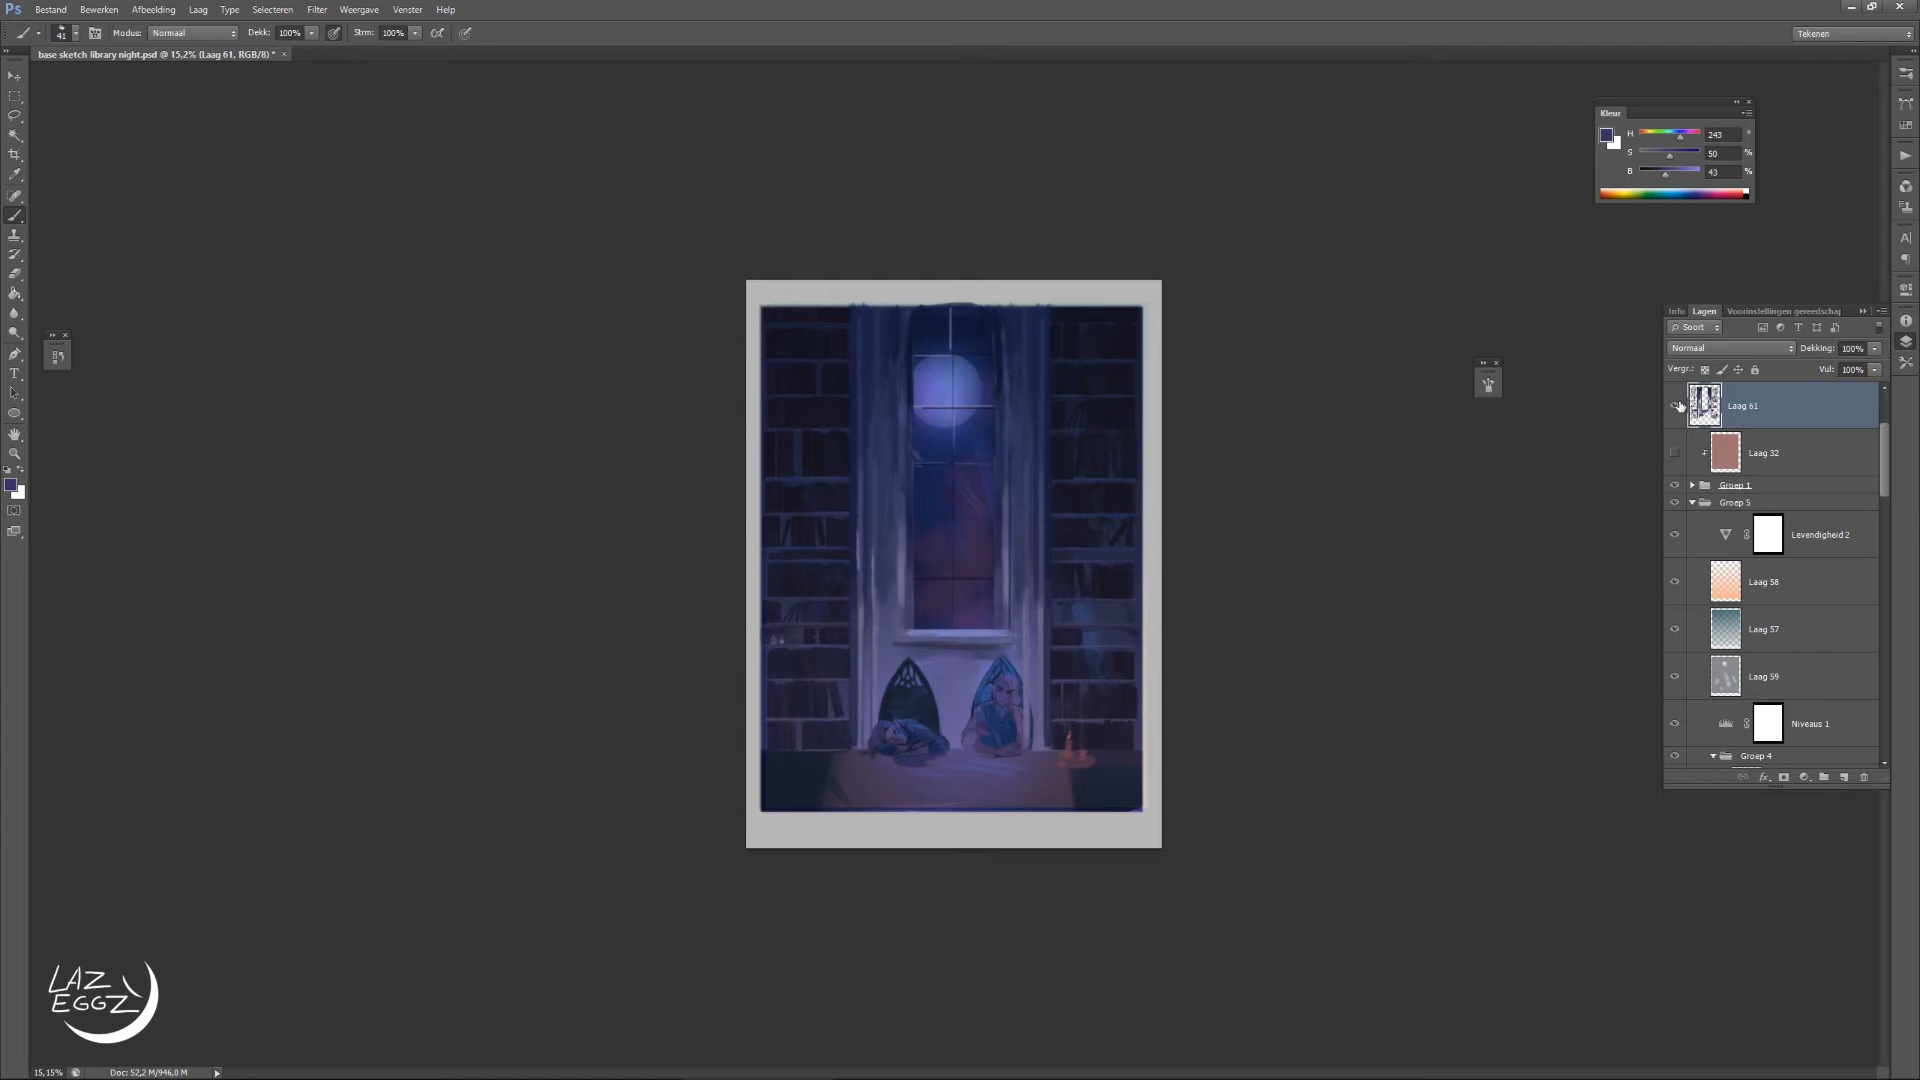 Ps Bestand Bewerken Afbeelding Laag Type Selecteren Filter Weergave Venster Help
41 Modus: Normaal Dekk: 100% Strm: 100% Tekenen
base sketch library night.psd @ 15,2% (Laag 61, RGB/8) *
Kleur
H 243 °
S 50 %
B 43 %
Info Lagen Voorinstellingen gereedschap
Soort
Normaal Dekking: 100%
Vergr.: Vul: 100%
Laag 61
Laag 32
Groep 1
Groep 5
Levendigheid 2
Laag 58
Laag 57
Laag 59
Niveaus 1
Groep 4
LAZ
EGGZ
15,15% Doc: 52,2 M/946,0 M